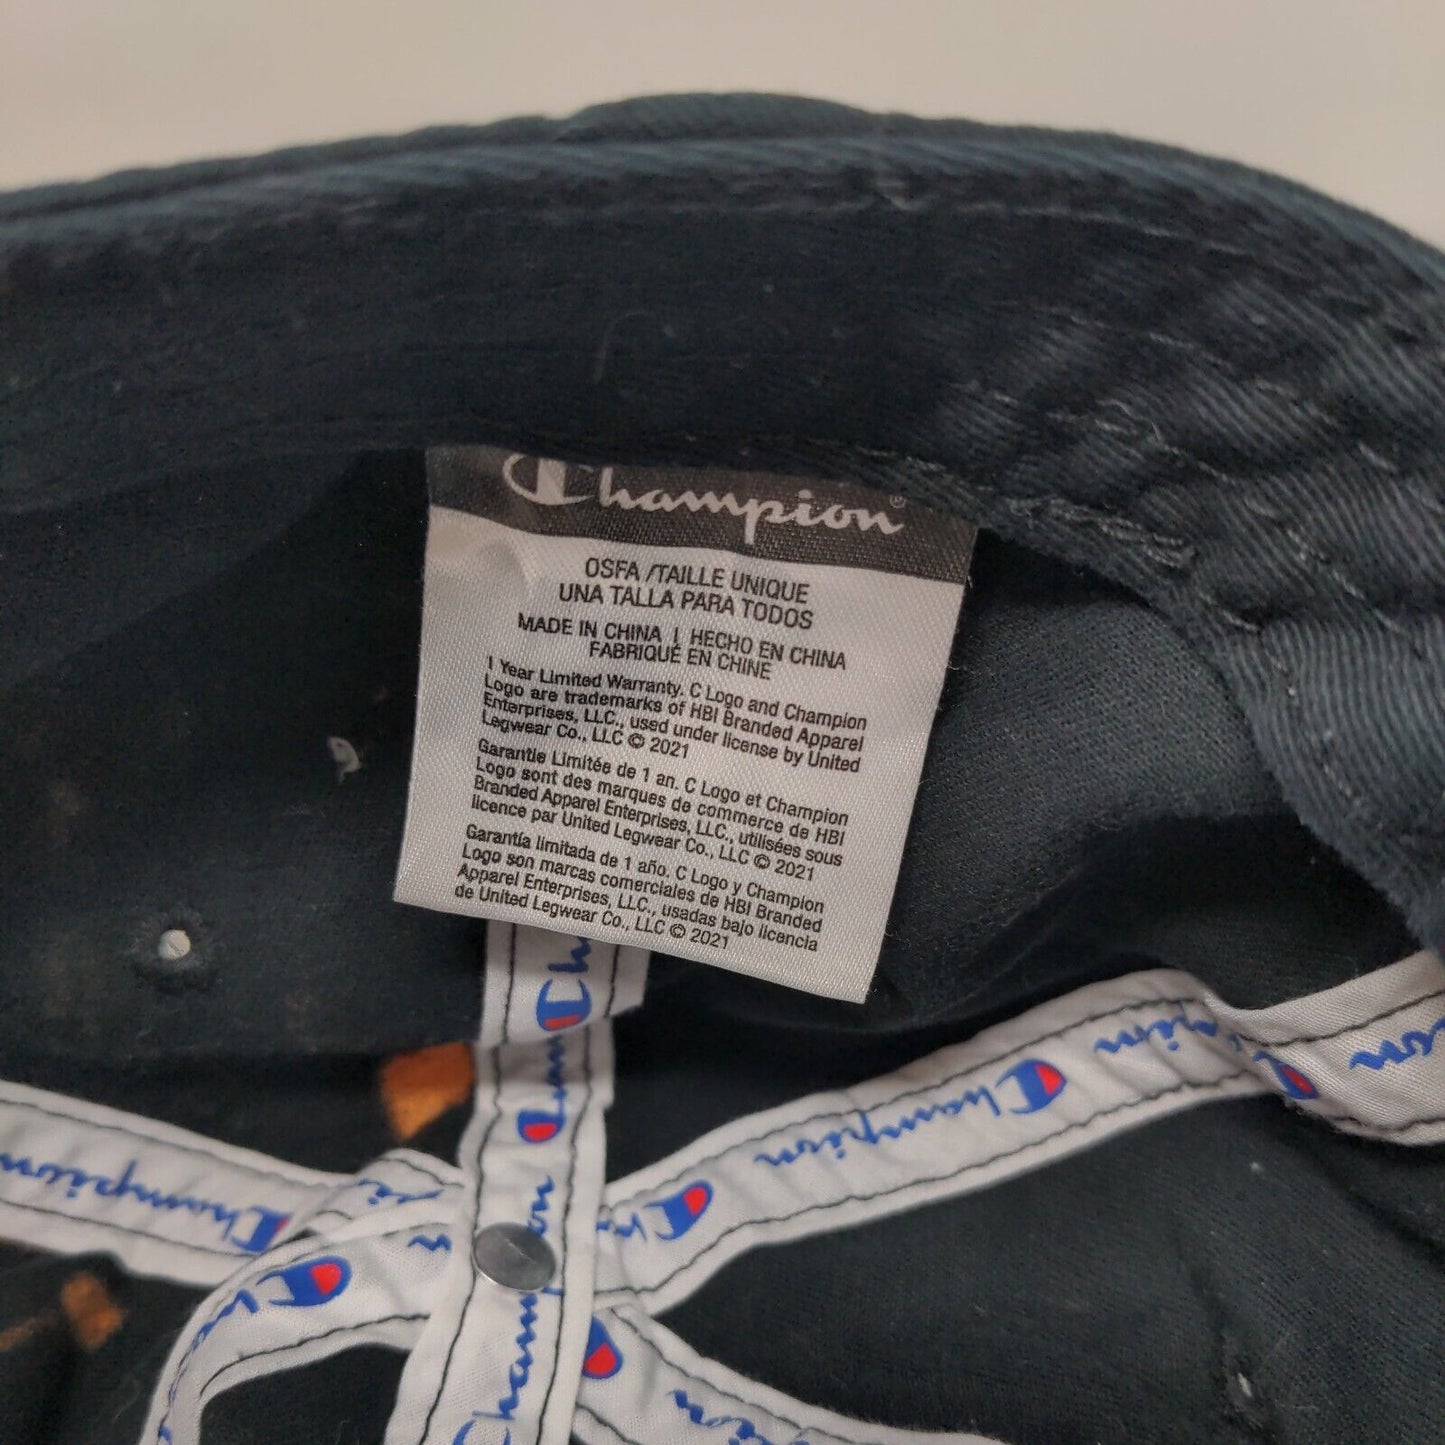 Champion®
OSFA /TAILLE UNIQUE
UNA TALLA PARA TODOS
MADE IN CHINA | HECHO EN CHINA
FABRIQUÉ EN CHINE
1 Year Limited Warranty. C Logo and Champion
Logo are trademarks of HBI Branded Apparel
Enterprises, LLC., used under license by United
Legwear Co., LLC © 2021
Garantie Limitée de 1 an. C Logo et Champion
Logo sont des marques de commerce de HBI
Branded Apparel Enterprises, LLC., utilisées sous
licence par United Legwear Co., LLC © 2021
Garantía limitada de 1 año. C Logo y Champion
Logo son marcas comerciales de HBI Branded
Apparel Enterprises, LLC., usadas bajo licencia
de United Legwear Co., LLC © 2021
Champion
Champion
Champion
Champion